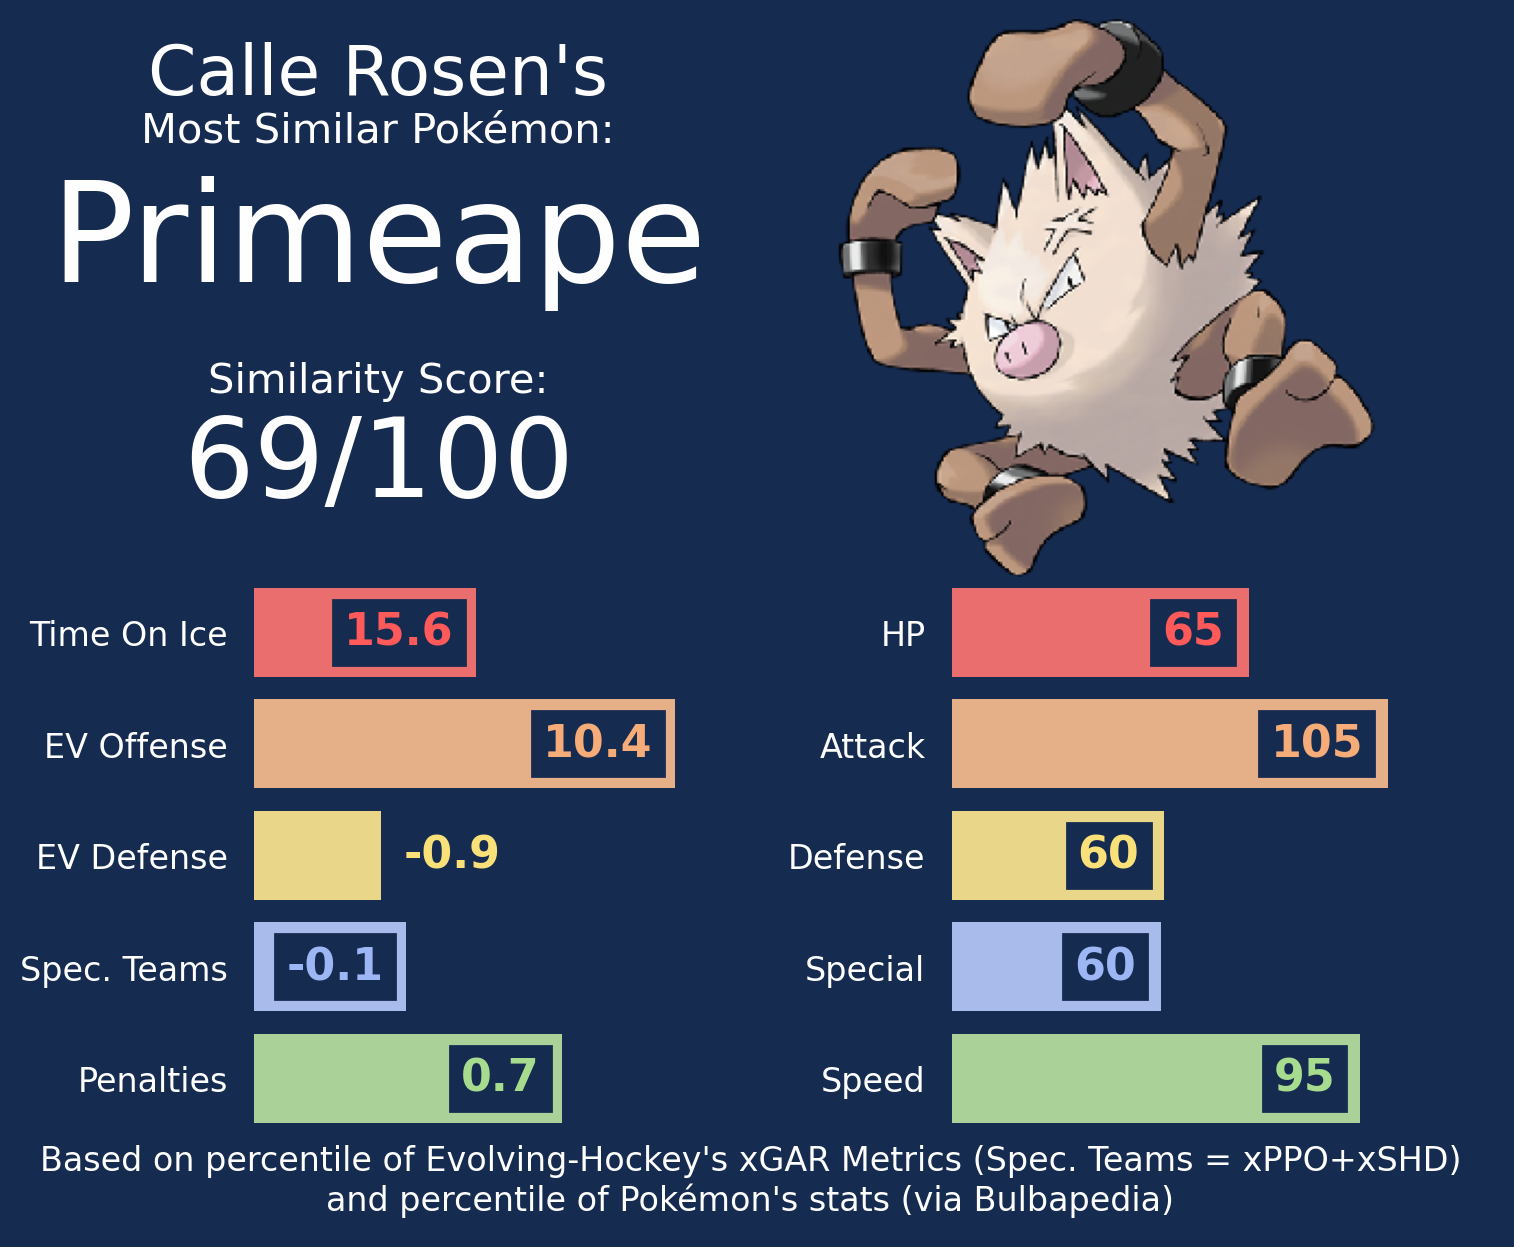 Calle Rosen's
Most Similar Pokémon:
Primeape
Similarity Score:
69/100
Time On Ice 15.6
EV Offense 10.4
EV Defense -0.9
Spec. Teams -0.1
Penalties 0.7
HP 65
Attack 105
Defense 60
Special 60
Speed 95
Based on percentile of Evolving-Hockey's xGAR Metrics (Spec. Teams = xPPO+xSHD)
and percentile of Pokémon's stats (via Bulbapedia)